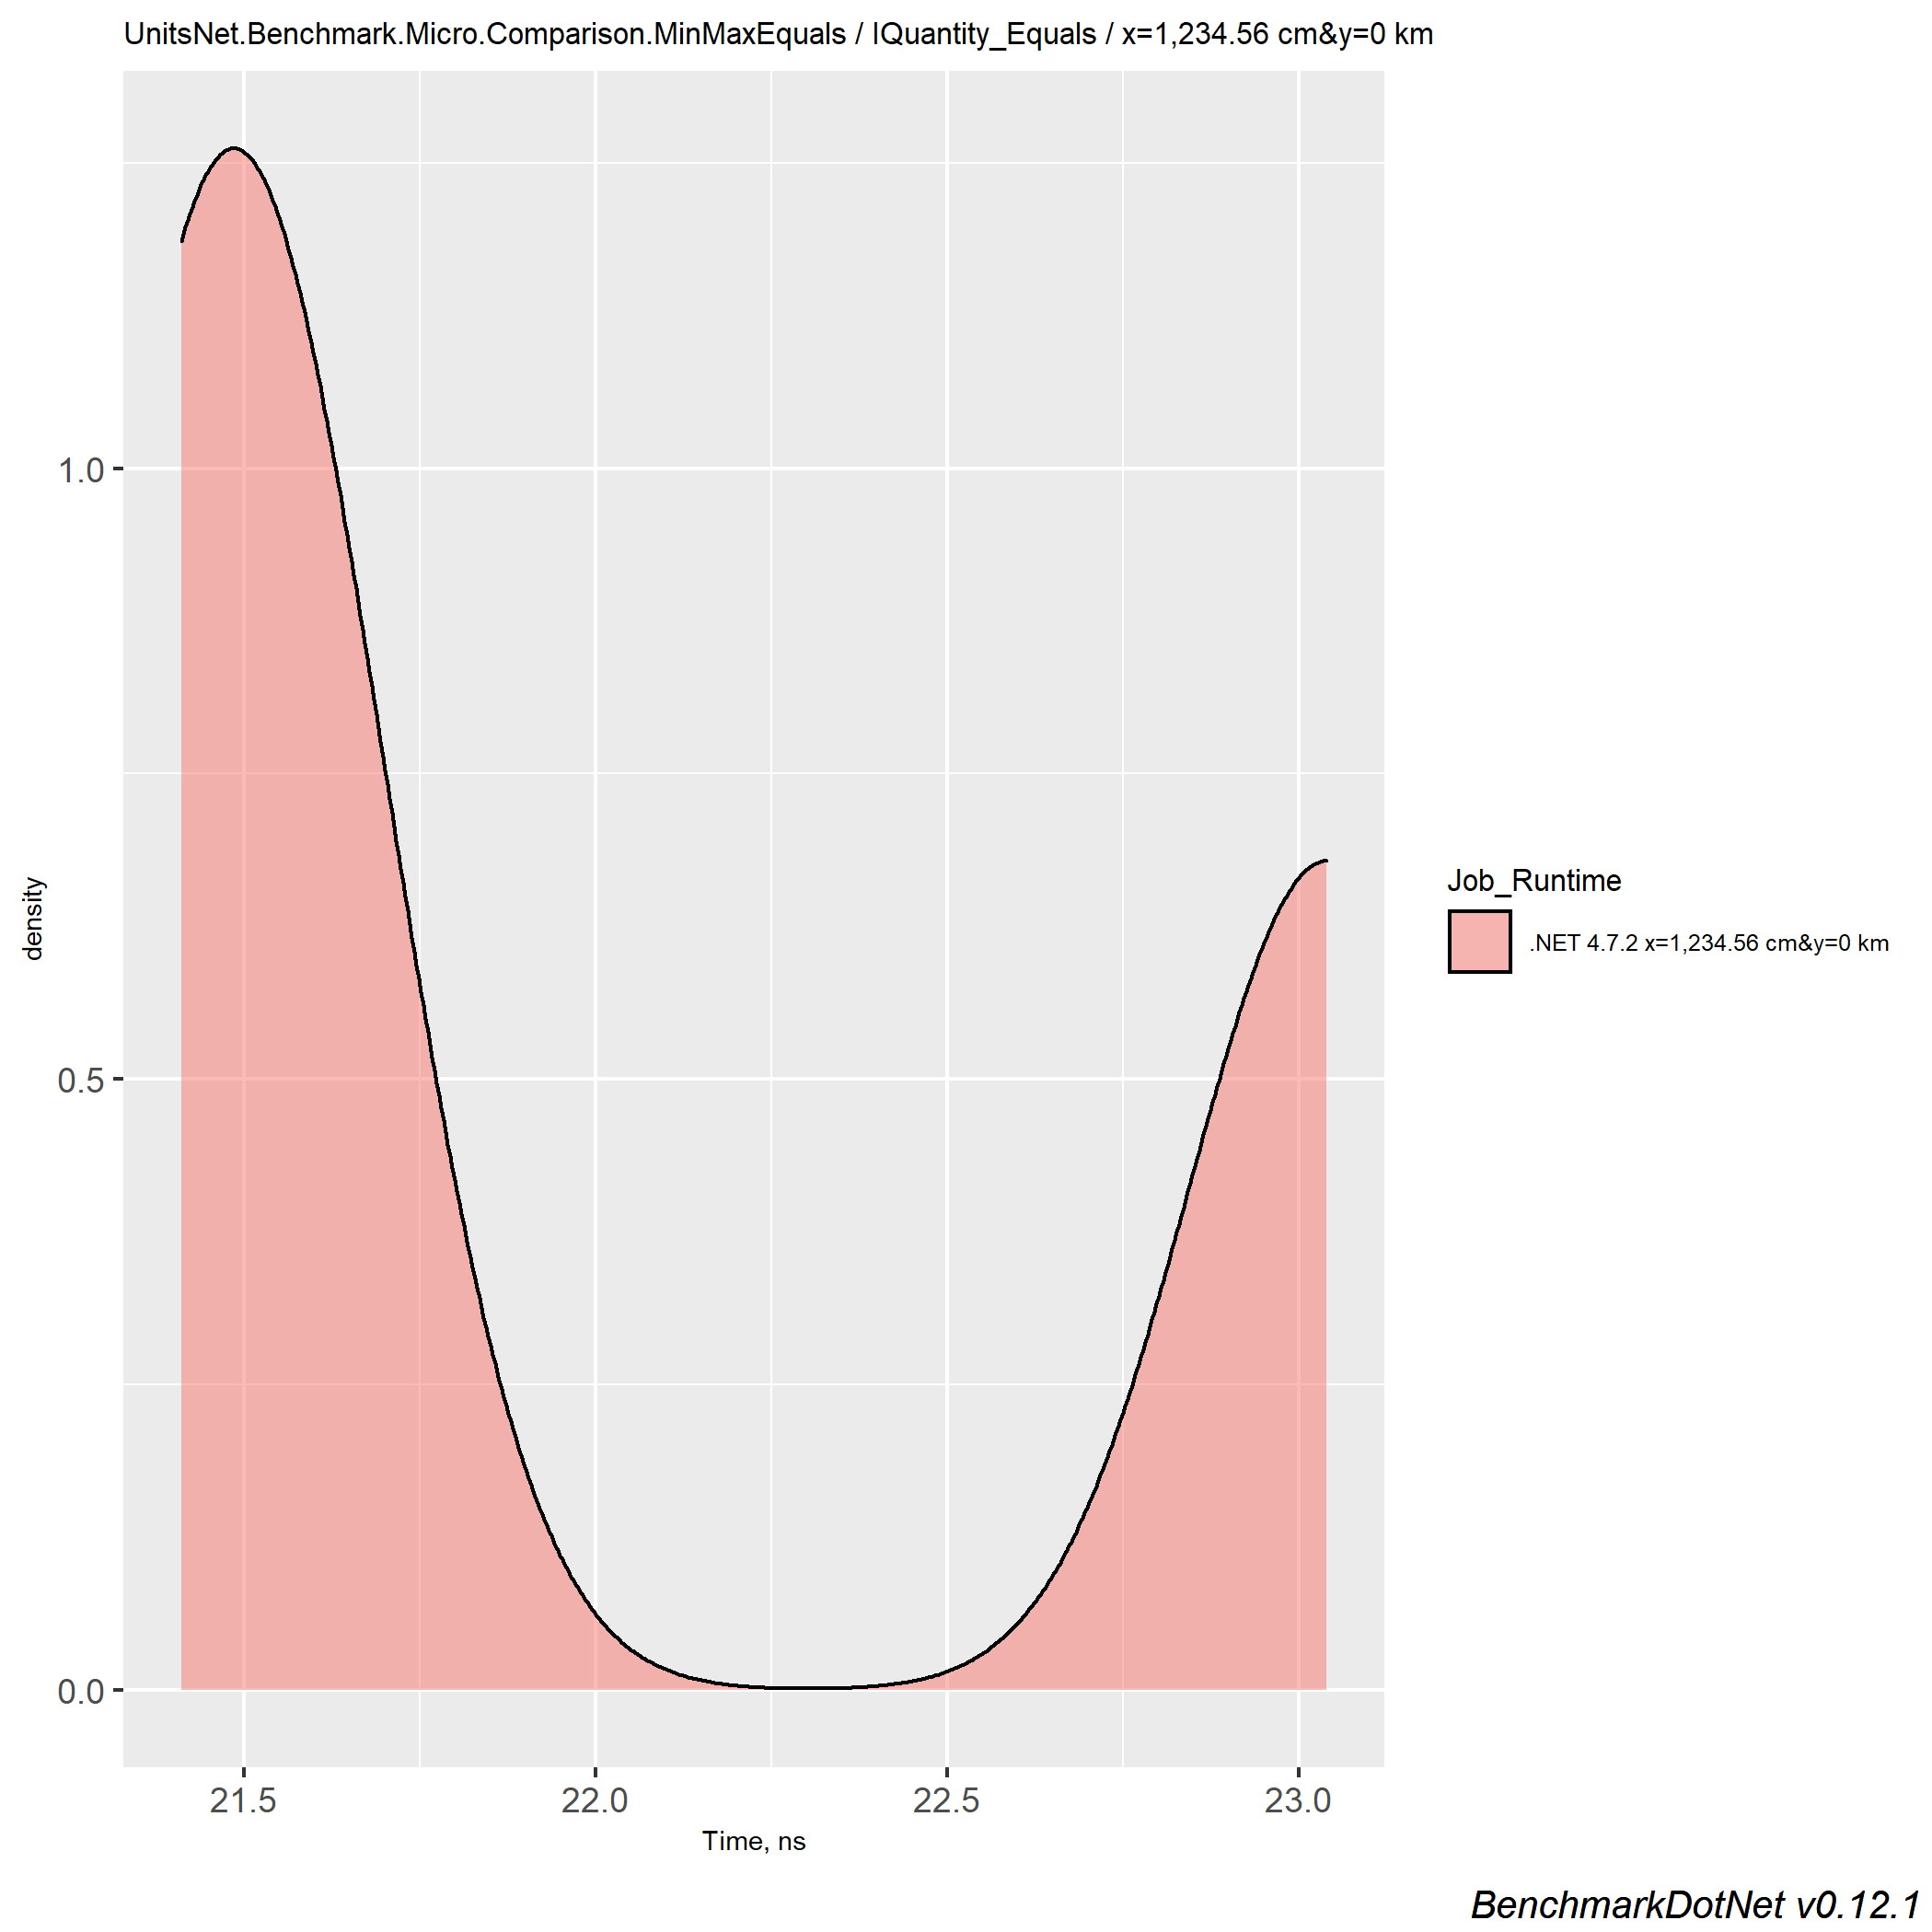 UnitsNet.Benchmark.Micro.Comparison.MinMaxEquals / IQuantity_Equals / x=1,234.56 cm&y=0 km
1.0
0.5
0.0
density
21.5 22.0 22.5 23.0
Time, ns
Job_Runtime
.NET 4.7.2 x=1,234.56 cm&y=0 km
BenchmarkDotNet v0.12.1